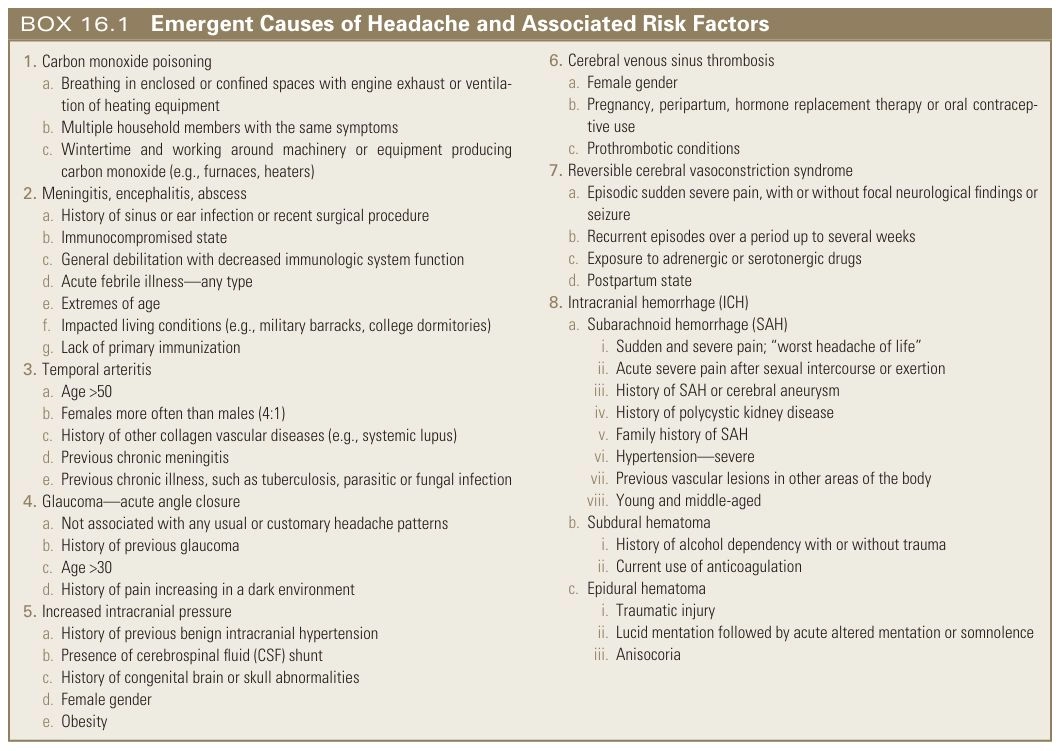 BOX 16.1 Emergent Causes of Headache and Associated Risk Factors
1. Carbon monoxide poisoning
a. Breathing in enclosed or confined spaces with engine exhaust or ventila-
tion of heating equipment
b. Multiple household members with the same symptoms
c. Wintertime and working around machinery or equipment producing
carbon monoxide (e.g., furnaces, heaters)
2. Meningitis, encephalitis, abscess
a. History of sinus or ear infection or recent surgical procedure
b. Immunocompromised state
c. General debilitation with decreased immunologic system function
d. Acute febrile illness—any type
e. Extremes of age
f. Impacted living conditions (e.g., military barracks, college dormitories)
g. Lack of primary immunization
3. Temporal arteritis
a. Age >50
b. Females more often than males (4:1)
c. History of other collagen vascular diseases (e.g., systemic lupus)
d. Previous chronic meningitis
e. Previous chronic illness, such as tuberculosis, parasitic or fungal infection
4. Glaucoma—acute angle closure
a. Not associated with any usual or customary headache patterns
b. History of previous glaucoma
c. Age >30
d. History of pain increasing in a dark environment
5. Increased intracranial pressure
a. History of previous benign intracranial hypertension
b. Presence of cerebrospinal fluid (CSF) shunt
c. History of congenital brain or skull abnormalities
d. Female gender
e. Obesity
6. Cerebral venous sinus thrombosis
a. Female gender
b. Pregnancy, peripartum, hormone replacement therapy or oral contracep-
tive use
c. Prothrombotic conditions
7. Reversible cerebral vasoconstriction syndrome
a. Episodic sudden severe pain, with or without focal neurological findings or
seizure
b. Recurrent episodes over a period up to several weeks
c. Exposure to adrenergic or serotonergic drugs
d. Postpartum state
8. Intracranial hemorrhage (ICH)
a. Subarachnoid hemorrhage (SAH)
i. Sudden and severe pain; “worst headache of life”
ii. Acute severe pain after sexual intercourse or exertion
iii. History of SAH or cerebral aneurysm
iv. History of polycystic kidney disease
v. Family history of SAH
vi. Hypertension—severe
vii. Previous vascular lesions in other areas of the body
viii. Young and middle-aged
b. Subdural hematoma
i. History of alcohol dependency with or without trauma
ii. Current use of anticoagulation
c. Epidural hematoma
i. Traumatic injury
ii. Lucid mentation followed by acute altered mentation or somnolence
iii. Anisocoria